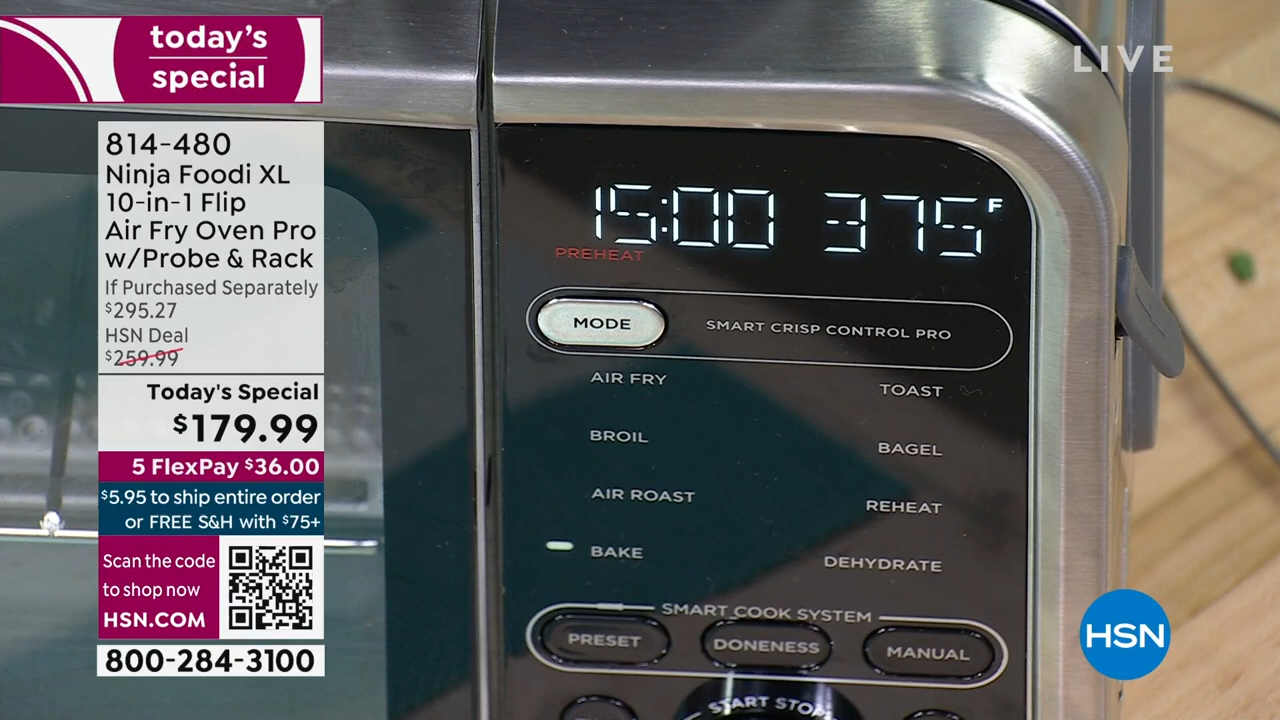 today's
special
LIVE
814-480
Ninja Foodi XL
10-in-1 Flip
Air Fry Oven Pro
w/Probe & Rack
If Purchased Separately
$295.27
HSN Deal
$259.99
Today's Special
$179.99
5 FlexPay $36.00
$5.95 to ship entire order
or FREE S&H with $75+
Scan the code
to shop now
HSN.COM
800-284-3100
15:00 375 F
PREHEAT
MODE SMART CRISP CONTROL PRO
AIR FRY
TOAST
BROIL
BAGEL
AIR ROAST
REHEAT
BAKE
DEHYDRATE
SMART COOK SYSTEM
PRESET DONENESS MANUAL
START STOP
HSN